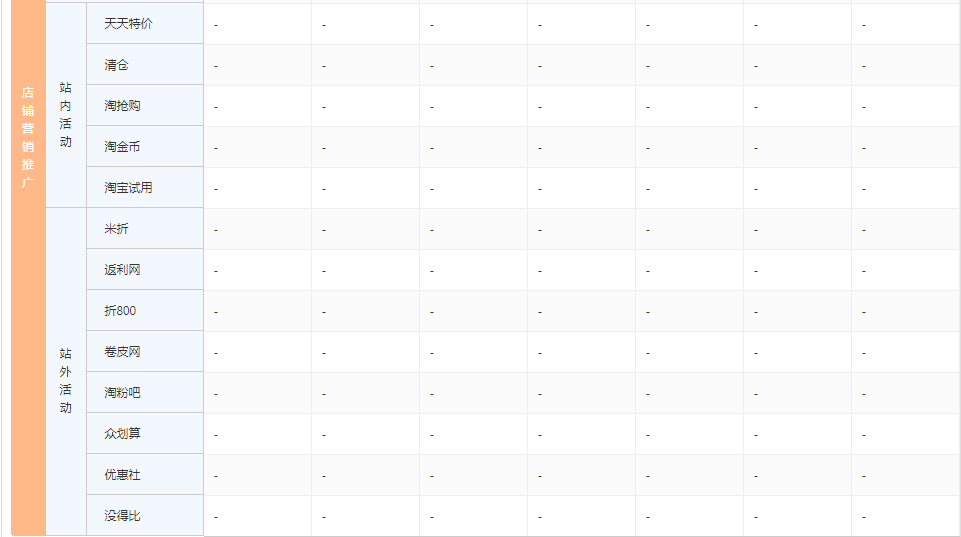 店铺营销推广
站内活动
天天特价 - - - - - - -
清仓 - - - - - - -
淘抢购 - - - - - - -
淘金币 - - - - - - -
淘宝试用 - - - - - - -
站外活动
米折 - - - - - - -
返利网 - - - - - - -
折800 - - - - - - -
卷皮网 - - - - - - -
淘粉吧 - - - - - - -
众划算 - - - - - - -
优惠社 - - - - - - -
没得比 - - - - - - -